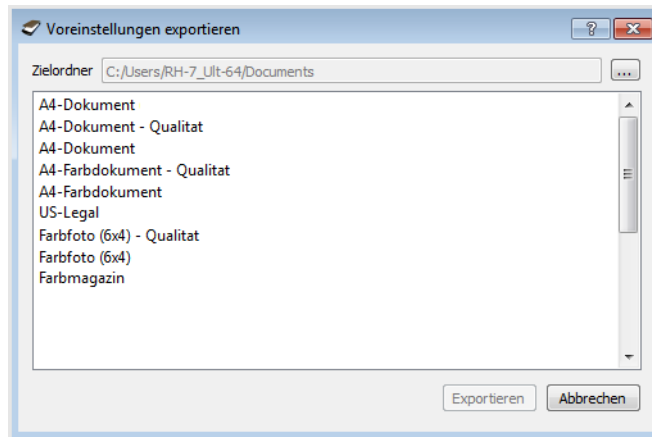 Voreinstellungen exportieren
?
Zielordner C:/Users/RH-7_Ult-64/Documents ...
A4-Dokument
A4-Dokument - Qualitat
A4-Dokument
A4-Farbdokument - Qualitat
A4-Farbdokument
US-Legal
Farbfoto (6x4) - Qualitat
Farbfoto (6x4)
Farbmagazin
Exportieren Abbrechen